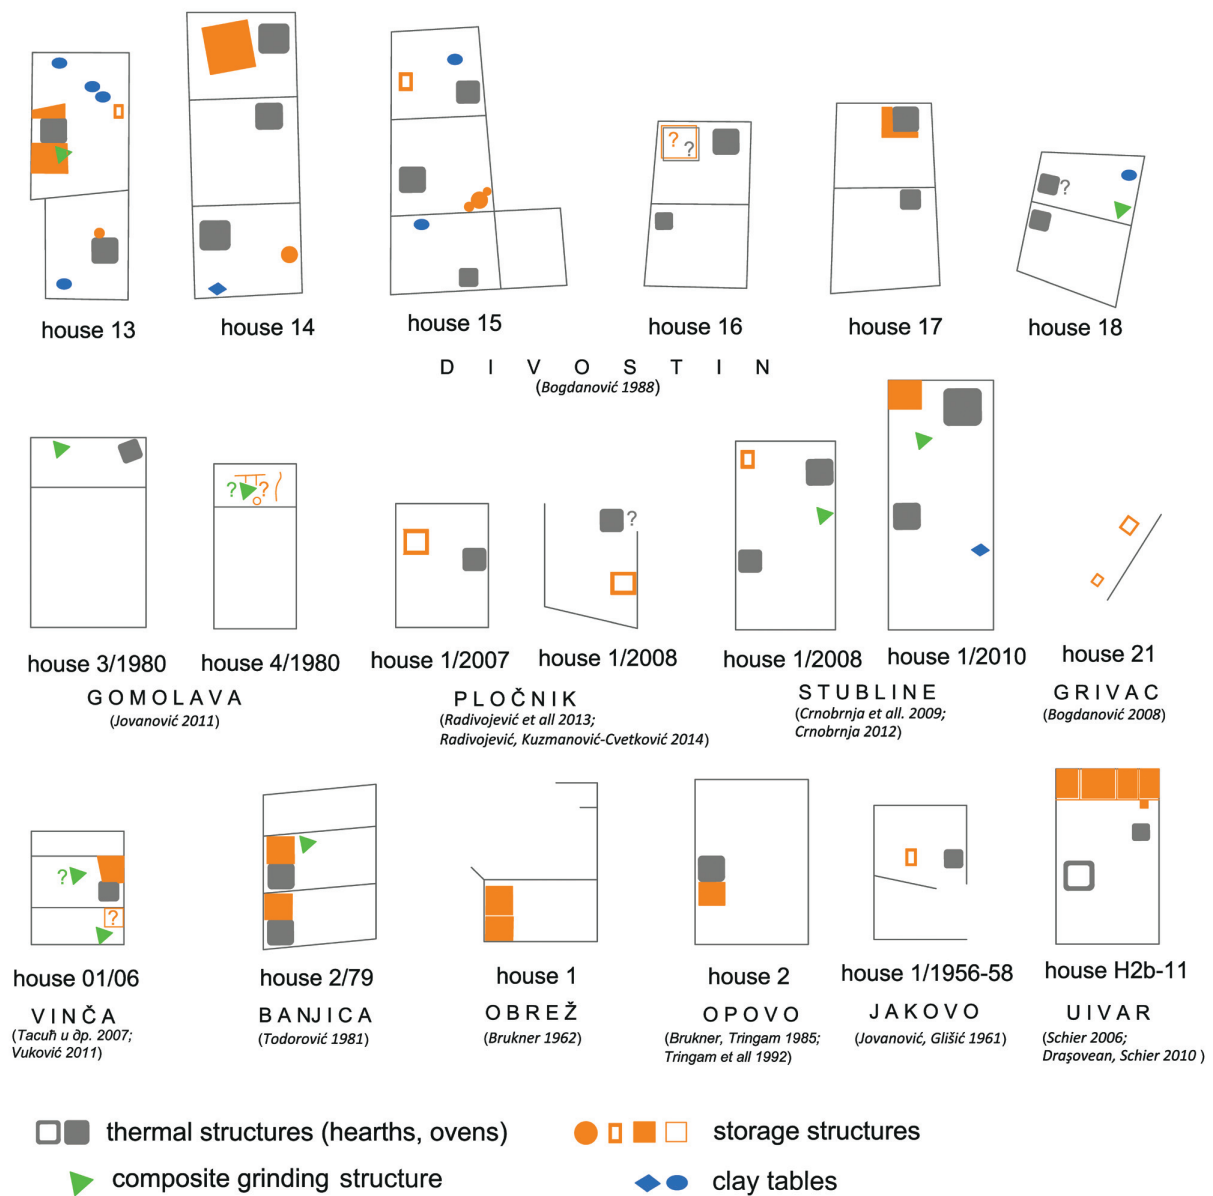 ? ?
?
house 13 house 14 house 15 house 16 house 17 house 18
D I V O S T I N
(Bogdanović 1988)
? ?
?
house 3/1980 house 4/1980 house 1/2007 house 1/2008 house 1/2008 house 1/2010 house 21
GOMOLAVA
(Jovanović 2011)
PLOČNIK
(Radivojević et all 2013;
Radivojević, Kuzmanović-Cvetković 2014)
STUBLINE
(Crnobrnja et all. 2009;
Crnobrnja 2012)
GRIVAC
(Bogdanović 2008)
?
?
house 01/06 house 2/79 house 1 house 2 house 1/1956-58 house H2b-11
VINČA
(Tacuħ u др. 2007;
Vuković 2011)
BANJICA
(Todorović 1981)
OBREŽ
(Brukner 1962)
OPOVO
(Brukner, Tringam 1985;
Tringam et all 1992)
JAKOVO
(Jovanović, Glišić 1961)
UIVAR
(Schier 2006;
Draşovean, Schier 2010 )
thermal structures (hearths, ovens)
storage structures
composite grinding structure
clay tables